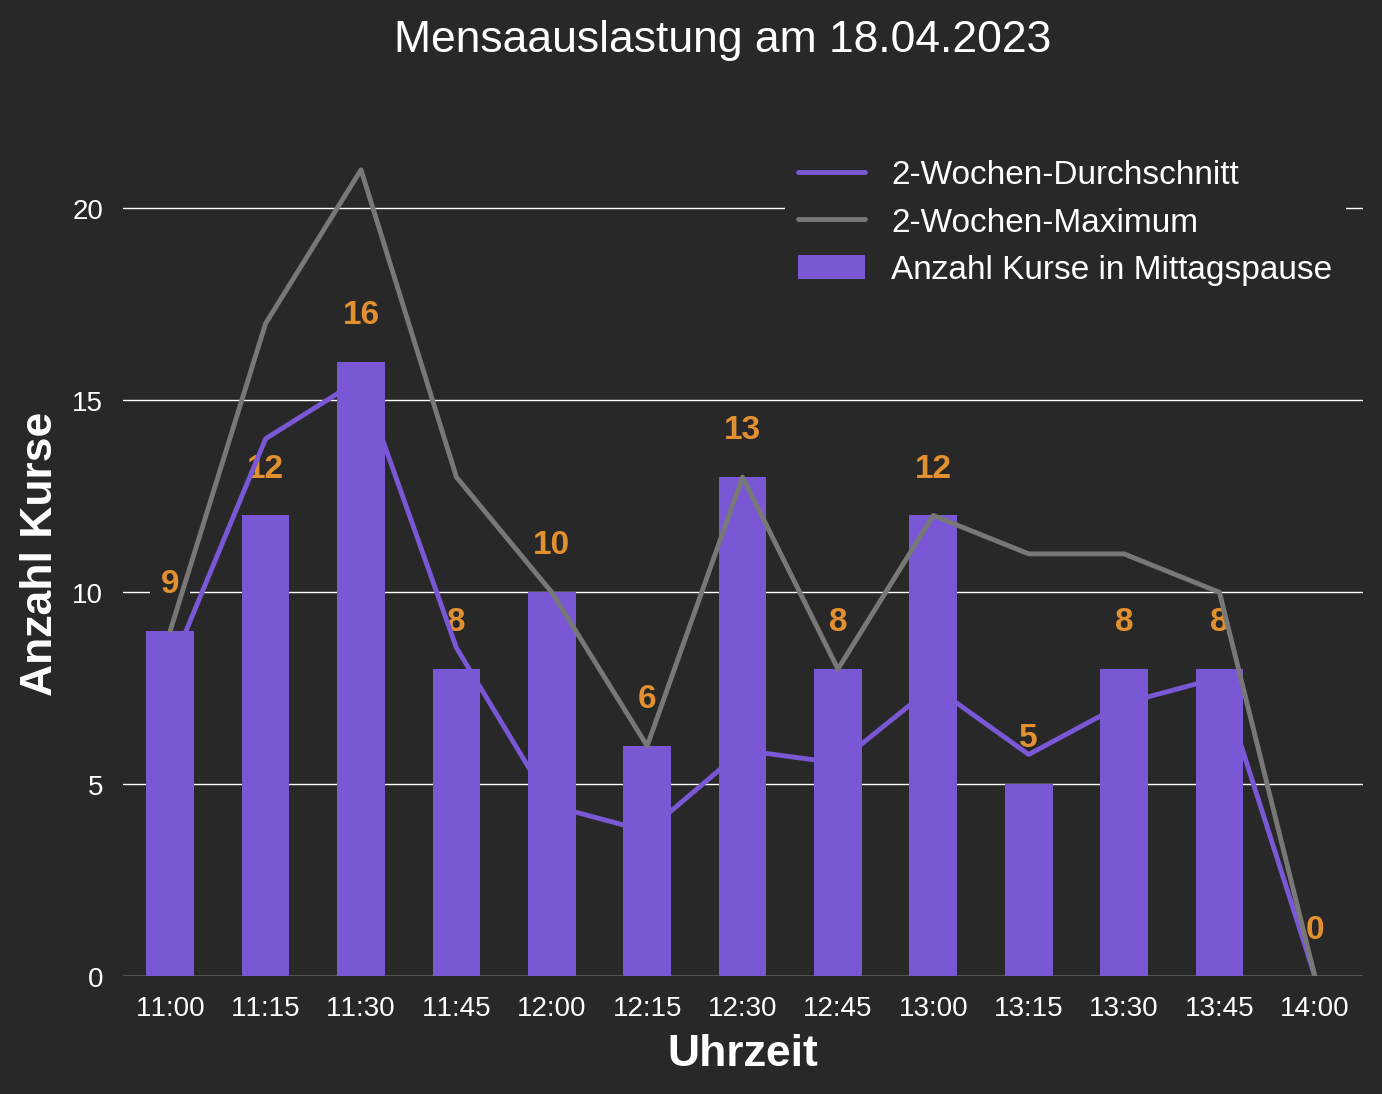 Mensaauslastung am 18.04.2023
2-Wochen-Durchschnitt
2-Wochen-Maximum
Anzahl Kurse in Mittagspause
Anzahl Kurse
20
15
10
5
0
9
12
16
8
10
6
13
8
12
5
8
8
0
11:00 11:15 11:30 11:45 12:00 12:15 12:30 12:45 13:00 13:15 13:30 13:45 14:00
Uhrzeit